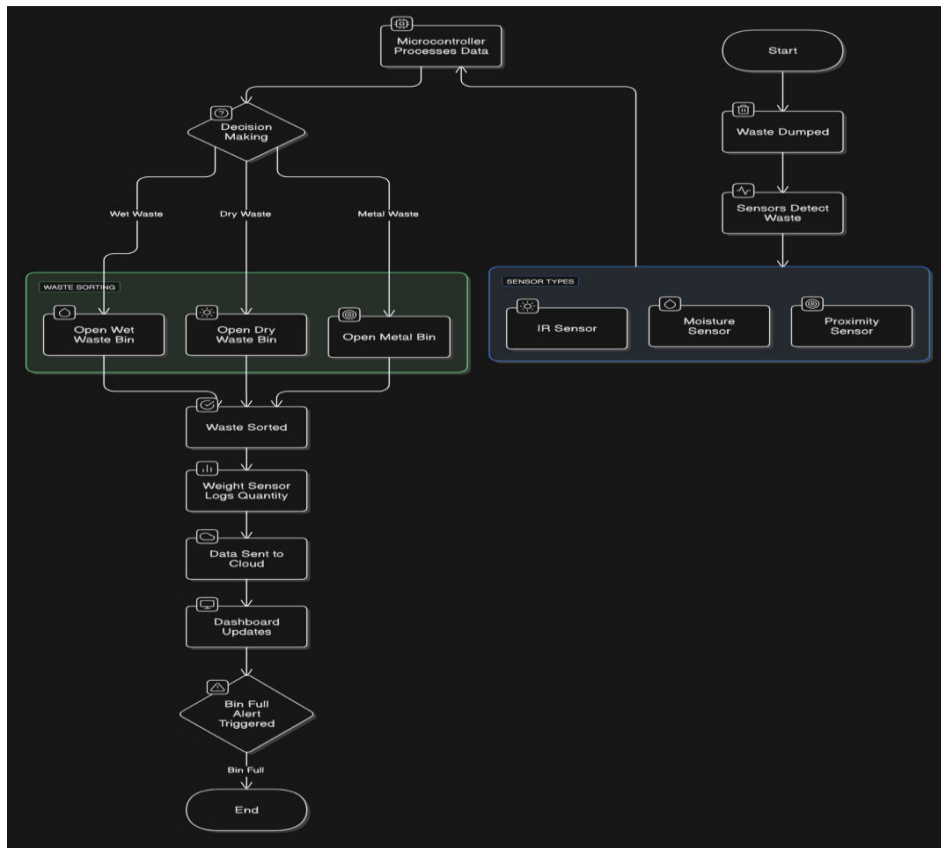 Start
Waste Dumped
Sensors Detect
Waste
SENSOR TYPES
IR Sensor
Moisture
Sensor
Proximity
Sensor
Microcontroller
Processes Data
Decision
Making
Wet Waste
Dry Waste
Metal Waste
WASTE SORTING
Open Wet
Waste Bin
Open Dry
Waste Bin
Open Metal Bin
Waste Sorted
Weight Sensor
Logs Quantity
Data Sent to
Cloud
Dashboard
Updates
Bin Full
Alert
Triggered
Bin Full
End